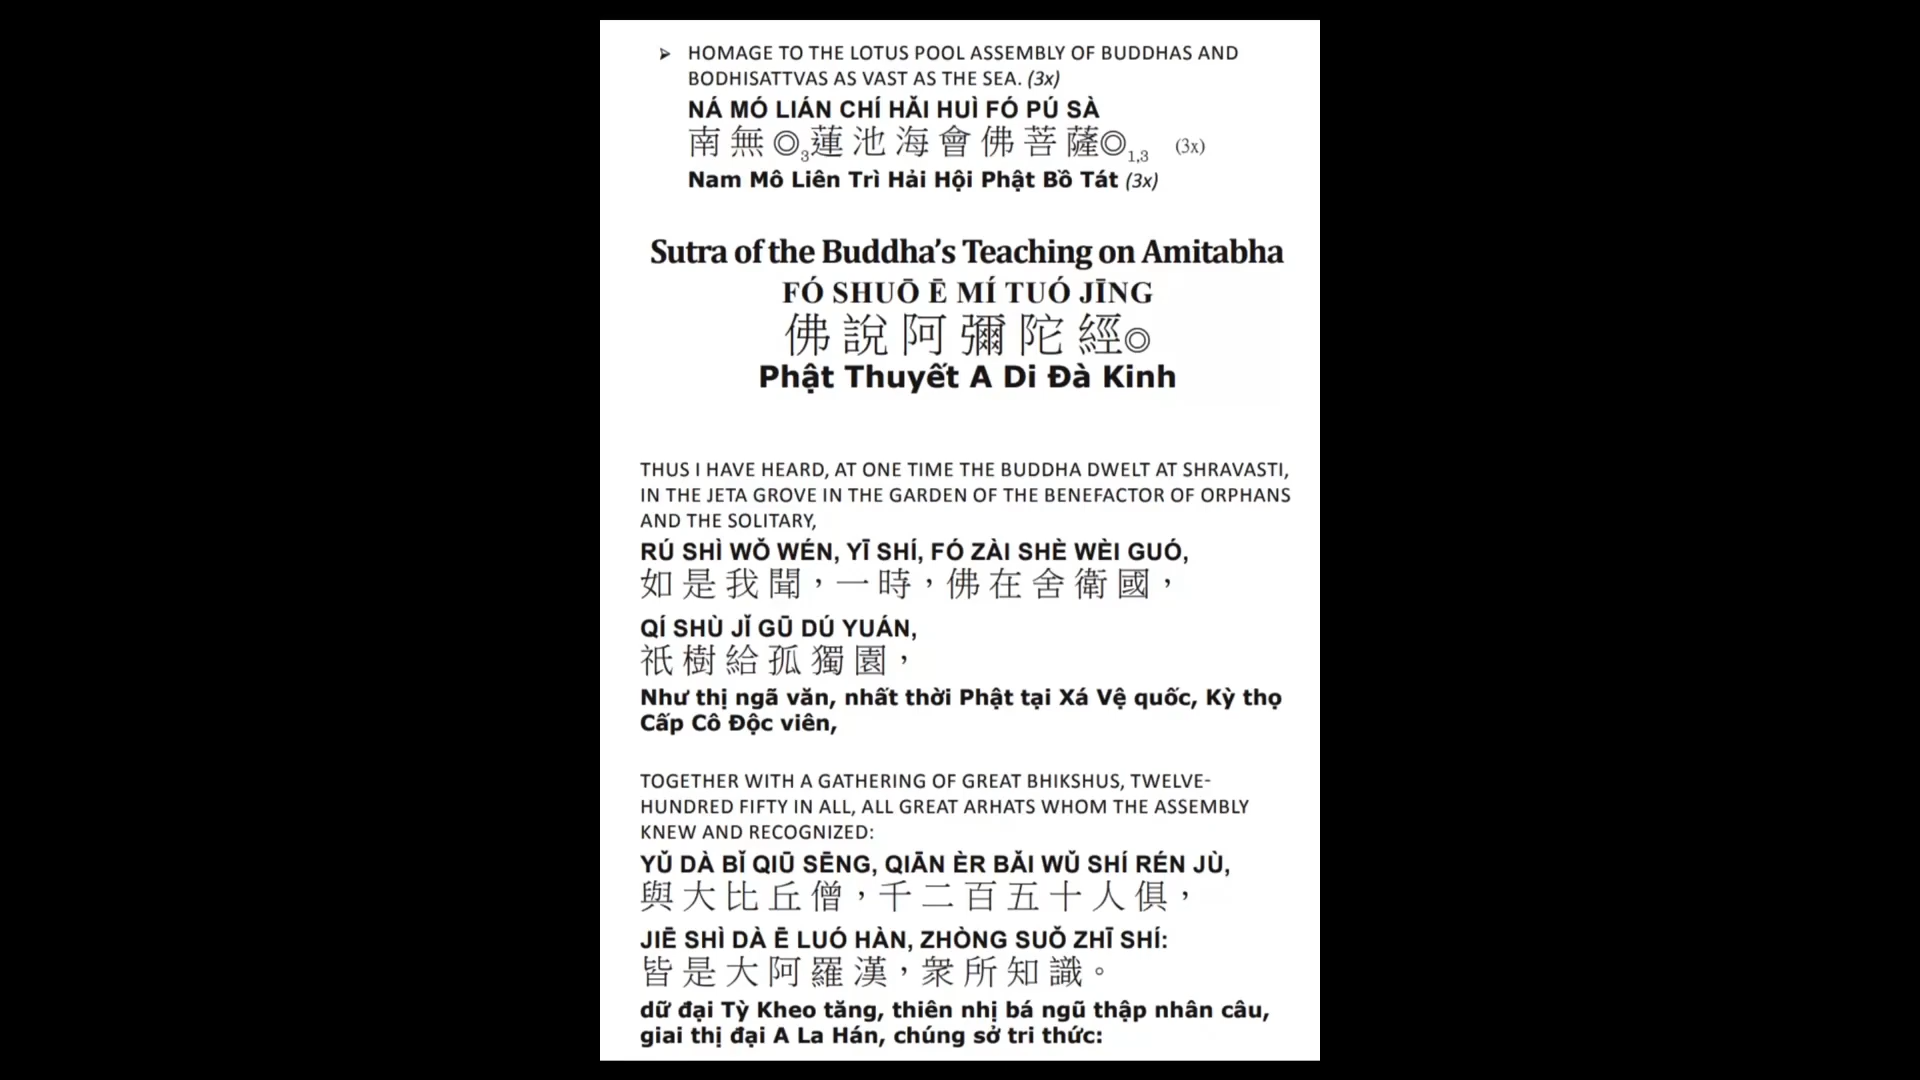 ➢ HOMAGE TO THE LOTUS POOL ASSEMBLY OF BUDDHAS AND
BODHISATTVAS AS VAST AS THE SEA. (3x)
NÁ MÓ LIÁN CHÍ HǍI HUÌ FÓ PÚ SÀ
南無◎3蓮池海會佛菩薩◎1,3 (3x)
Nam Mô Liên Trì Hải Hội Phật Bồ Tát (3x)
Sutra of the Buddha’s Teaching on Amitabha
FÓ SHUŌ Ē MÍ TUÓ JĪNG
佛說阿彌陀經◎
Phật Thuyết A Di Đà Kinh
THUS I HAVE HEARD, AT ONE TIME THE BUDDHA DWELT AT SHRAVASTI,
IN THE JETA GROVE IN THE GARDEN OF THE BENEFACTOR OF ORPHANS
AND THE SOLITARY,
RÚ SHÌ WǑ WÉN, YĪ SHÍ, FÓ ZÀI SHÈ WÈI GUÓ,
如是我聞，一時，佛在舍衛國，
QÍ SHÙ JǏ GŪ DÚ YUÁN,
祇樹給孤獨園，
Như thị ngã văn, nhất thời Phật tại Xá Vệ quốc, Kỳ thọ
Cấp Cô Độc viên,
TOGETHER WITH A GATHERING OF GREAT BHIKSHUS, TWELVE-
HUNDRED FIFTY IN ALL, ALL GREAT ARHATS WHOM THE ASSEMBLY
KNEW AND RECOGNIZED:
YǓ DÀ BǏ QIŪ SĒNG, QIĀN ÈR BǍI WǓ SHÍ RÉN JÙ,
與大比丘僧，千二百五十人俱，
JIĒ SHÌ DÀ Ē LUÓ HÀN, ZHÒNG SUǑ ZHĪ SHÍ:
皆是大阿羅漢，衆所知識。
dữ đại Tỳ Kheo tăng, thiên nhị bá ngũ thập nhân câu,
giai thị đại A La Hán, chúng sở tri thức: